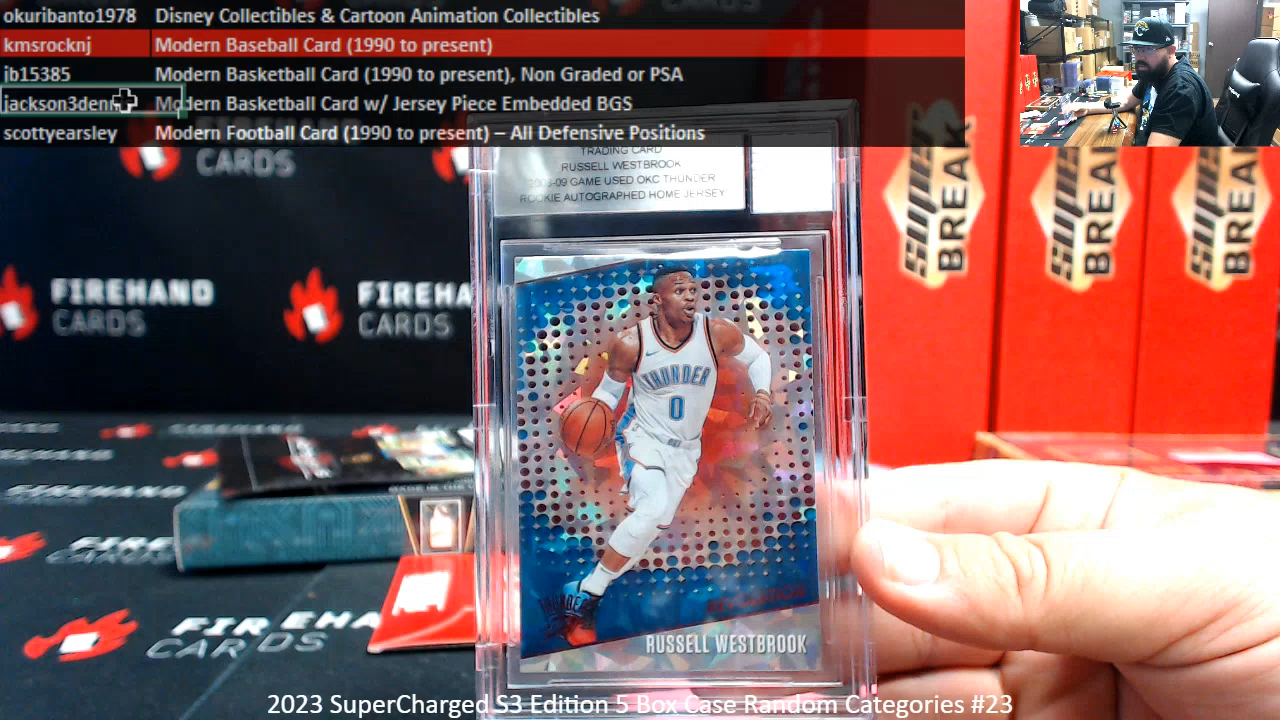 okuribanto1978 Disney Collectibles & Cartoon Animation Collectibles
kmsrocknj Modern Baseball Card (1990 to present)
jb15385 Modern Basketball Card (1990 to present), Non Graded or PSA
Modern Basketball Card w/ Jersey Piece Embedded BGS
scottyearsley Modern Football Card (1990 to present) – All Defensive Positions
FIREHAND
CARDS
FIREHAND
CARDS
TRADING CARD
RUSSELL WESTBROOK
GAME USED OKC THUNDER
ROOKIE AUTOGRAPHED HOME JERSEY
BREAK
BREAK
BREAK
THUNDER
0
REVOLUTION
RUSSELL WESTBROOK
FIREHAND
CARDS
2023 SuperCharged S3 Edition 5 Box Case Random Categories #23